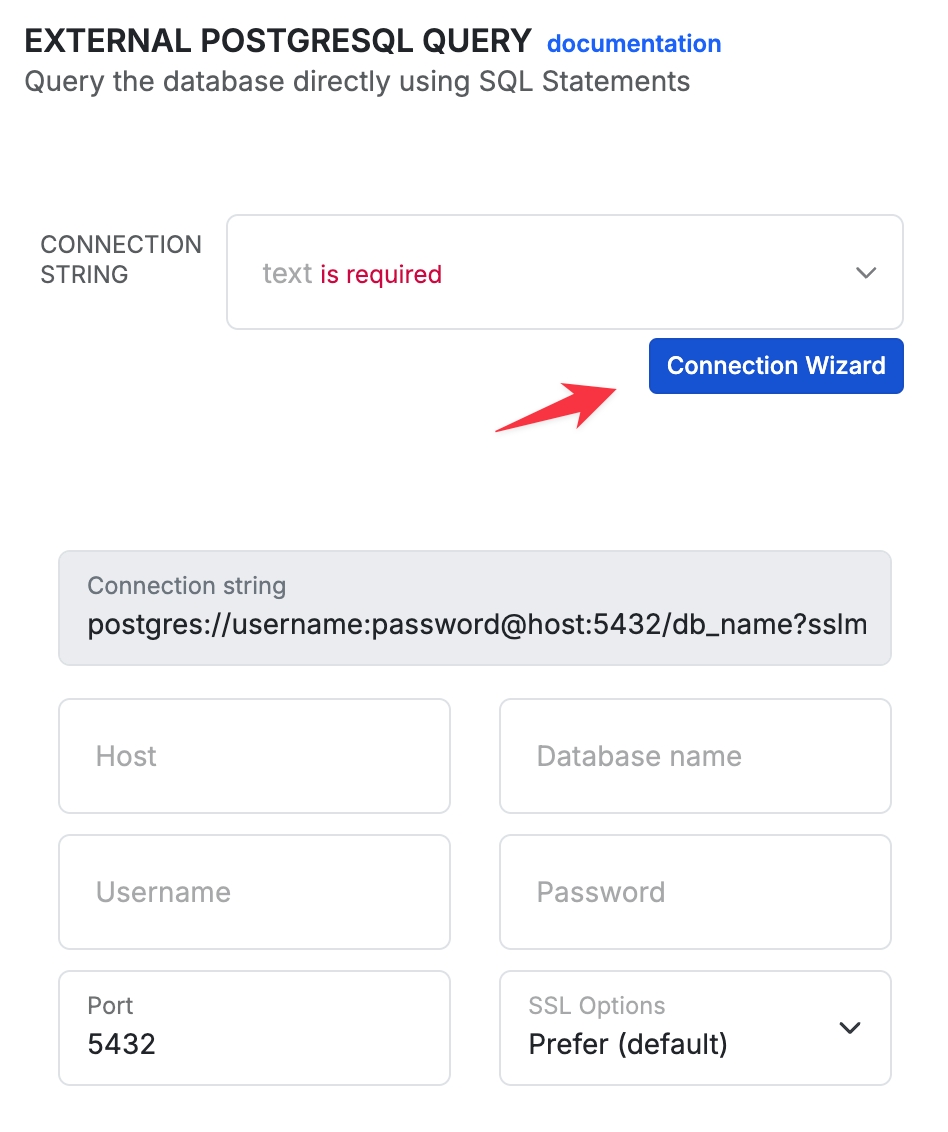 EXTERNAL POSTGRESQL QUERY documentation
Query the database directly using SQL Statements
CONNECTION
STRING
text is required
Connection Wizard
Connection string
postgres://username:password@host:5432/db_name?sslm
Host
Database name
Username
Password
Port
5432
SSL Options
Prefer (default)